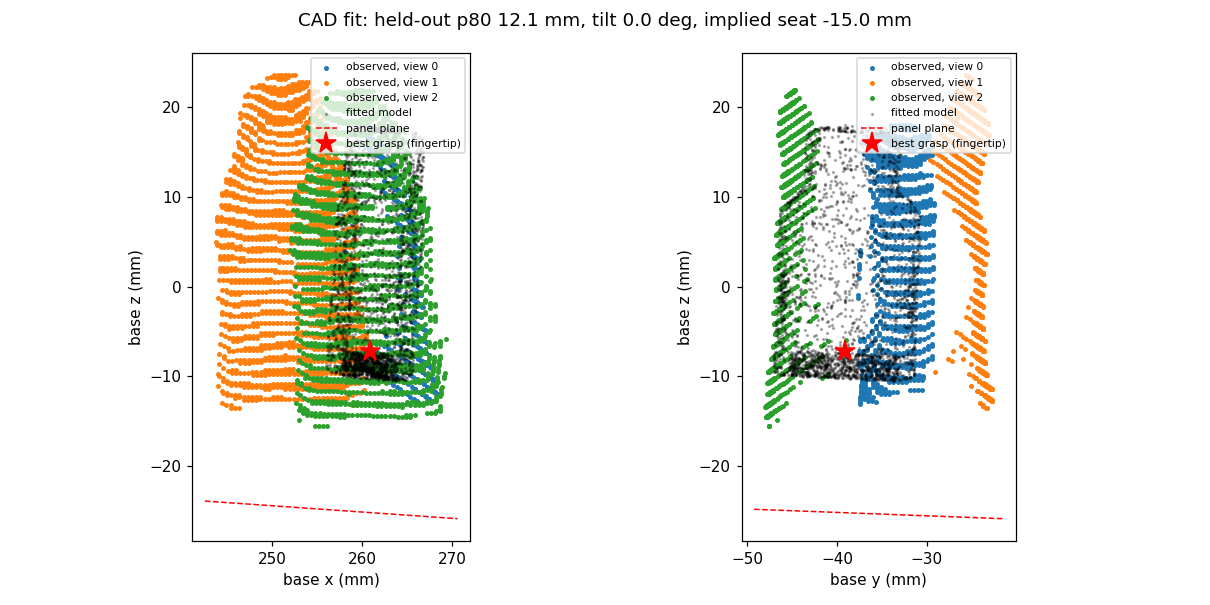 CAD fit: held-out p80 12.1 mm, tilt 0.0 deg, implied seat -15.0 mm
observed, view 0
observed, view 1
observed, view 2
fitted model
panel plane
best grasp (fingertip)
20
10
0
−10
−20
base z (mm)
250
260
270
base x (mm)
observed, view 0
observed, view 1
observed, view 2
fitted model
panel plane
best grasp (fingertip)
20
10
0
−10
−20
base z (mm)
−50
−40
−30
base y (mm)